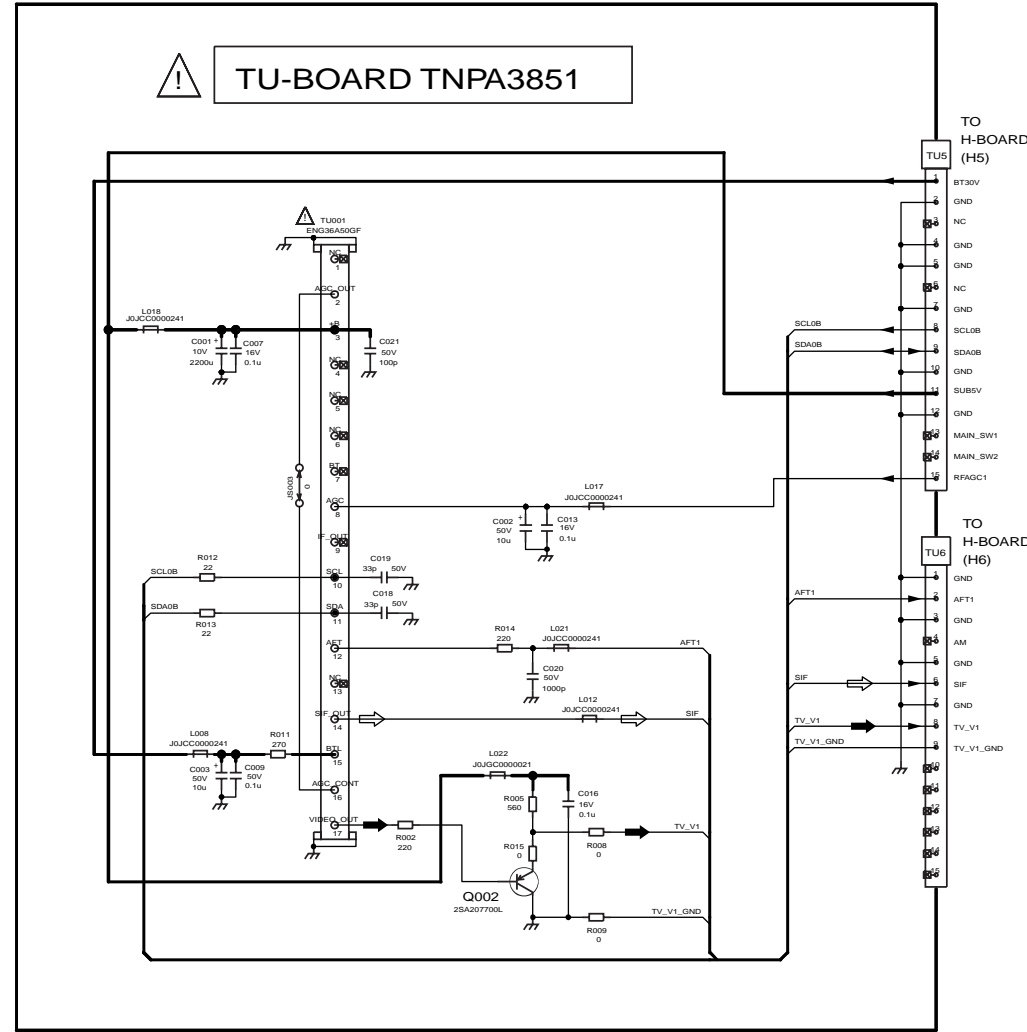 TU-BOARD TNPA3851
!
TO
H-BOARD
(H5)
TU5
1 BT30V
2 GND
3 NC
4 GND
5 GND
6 NC
7 GND
8 SCL0B
9 SDA0B
10 GND
11 SUB5V
12 GND
13 MAIN_SW1
14 MAIN_SW2
15 RFAGC1
SCL0B
SDA0B
!
TU001
ENG36A50GF
NC
1
AGC_OUT
2
+B
3
NC
4
NC
5
NC
6
BT
7
AGC
8
IF_OUT
9
SCL
10
SDA
11
AFT
12
NC
13
SIF_OUT
14
BTL
15
AGC_CONT
16
VIDEO_OUT
17
L018
J0JCC0000241
C001
10V
2200u
+
C007
16V
0.1u
C021
50V
100p
JS003
0
L017
J0JCC0000241
C002
50V
10u
+
C013
16V
0.1u
SCL0B
R012
22
C019
33p 50V
SDA0B
R013
22
C018
33p 50V
R014
220
L021
J0JCC0000241
AFT1
C020
50V
1000p
L012
J0JCC0000241
SIF
L008
J0JCC0000241
R011
270
C003
50V
10u
+
C009
50V
0.1u
L022
J0JGC0000021
R005
560
C016
16V
0.1u
R002
220
R015
0
R008
0
TV_V1
Q002
2SA207700L
R009
0
TV_V1_GND
TO
H-BOARD
(H6)
TU6
1 GND
2 AFT1
3 GND
4 AM
5 GND
6 SIF
7 GND
8 TV_V1
9 TV_V1_GND
10
11
12
13
14
15
AFT1
SIF
TV_V1
TV_V1_GND